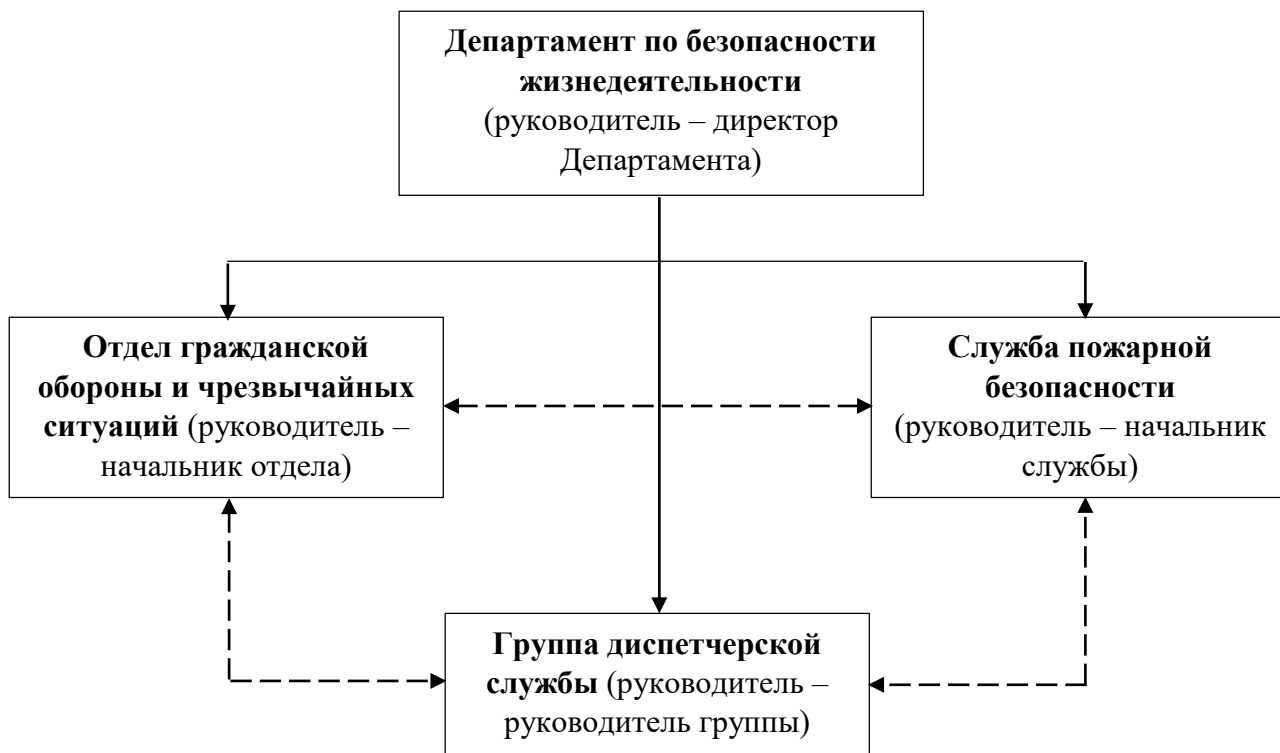 Департамент по безопасности
жизнедеятельности
(руководитель – директор
Департамента)
Отдел гражданской
обороны и чрезвычайных
ситуаций (руководитель –
начальник отдела)
Служба пожарной
безопасности
(руководитель – начальник
службы)
Группа диспетчерской
службы (руководитель –
руководитель группы)